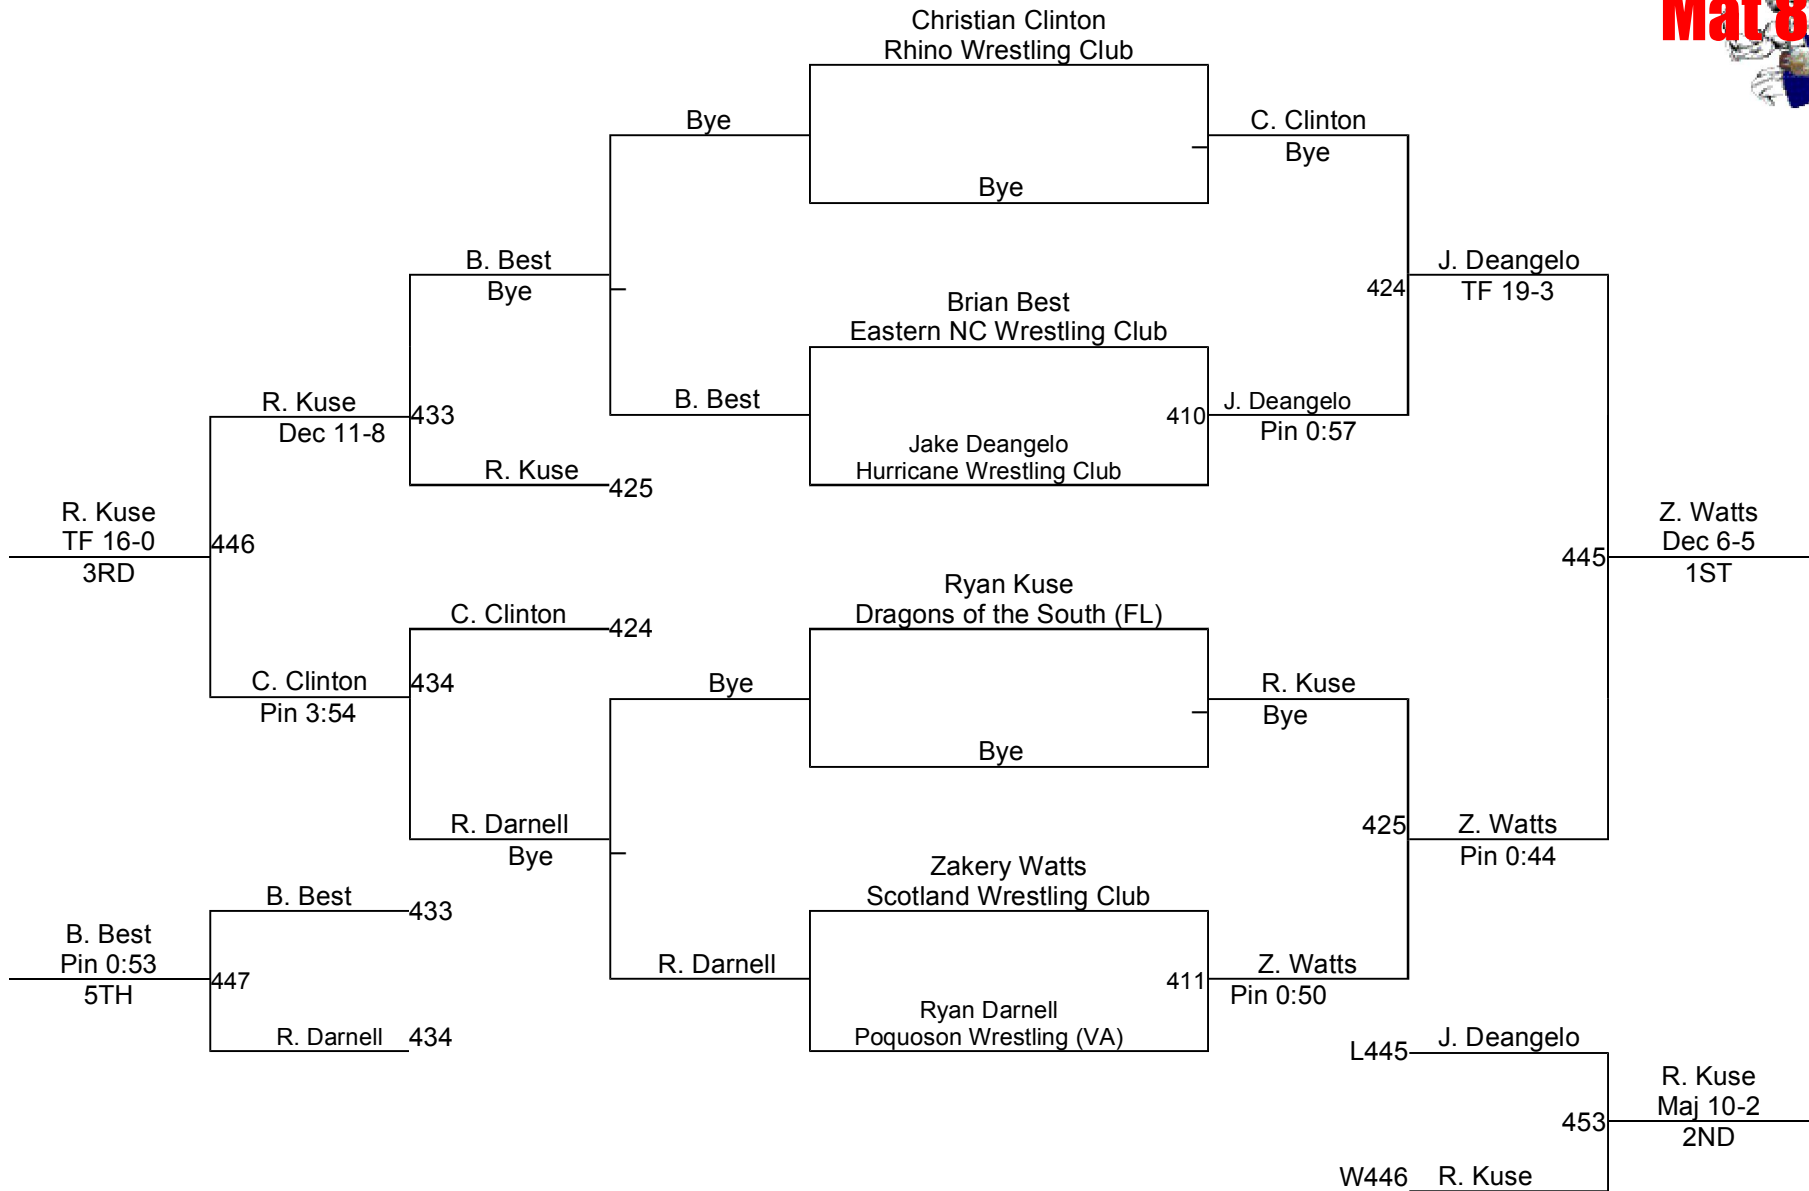 Mat 8
Christian Clinton
Rhino Wrestling Club
Bye
C. Clinton
Bye
Bye
B. Best
Bye
J. Deangelo
TF 19-3
424
Brian Best
Eastern NC Wrestling Club
R. Kuse
Dec 11-8
433
B. Best
410
J. Deangelo
Pin 0:57
Jake Deangelo
Hurricane Wrestling Club
R. Kuse
425
R. Kuse
TF 16-0
3RD
446
445
Z. Watts
Dec 6-5
1ST
Ryan Kuse
Dragons of the South (FL)
C. Clinton
424
C. Clinton
Pin 3:54
434
Bye
R. Kuse
Bye
Bye
R. Darnell
Bye
425
Z. Watts
Pin 0:44
Zakery Watts
Scotland Wrestling Club
B. Best
433
B. Best
Pin 0:53
5TH
447
R. Darnell
411
Z. Watts
Pin 0:50
Ryan Darnell
Poquoson Wrestling (VA)
R. Darnell
434
L445
J. Deangelo
453
R. Kuse
Maj 10-2
2ND
W446
R. Kuse